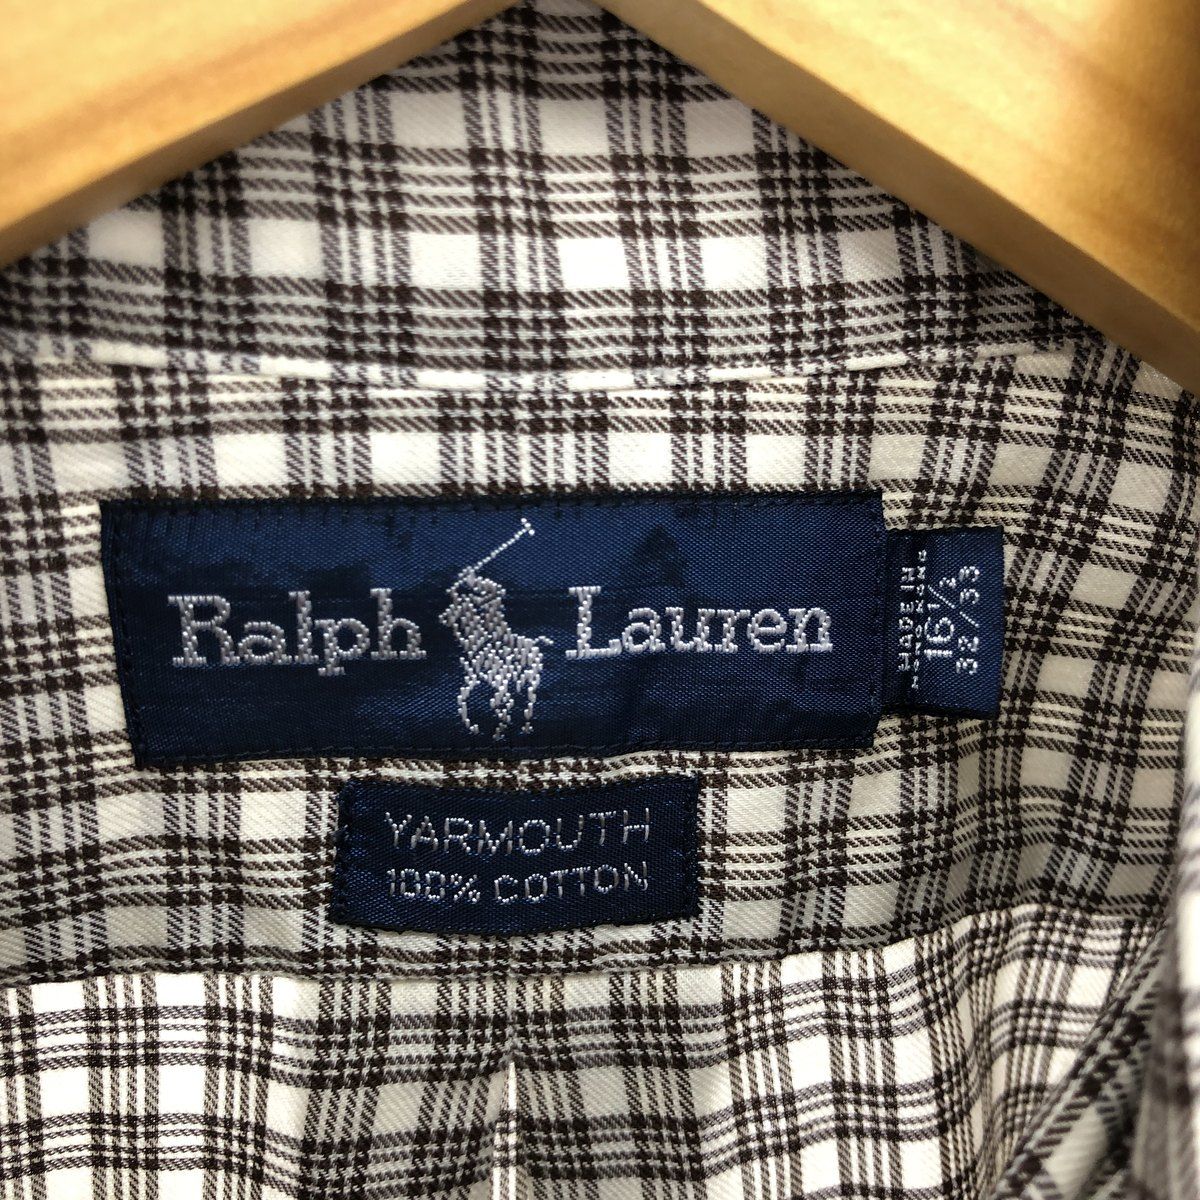 Ralph Lauren
MADE IN
16 1/2
32/33
YARMOUTH
100% COTTON